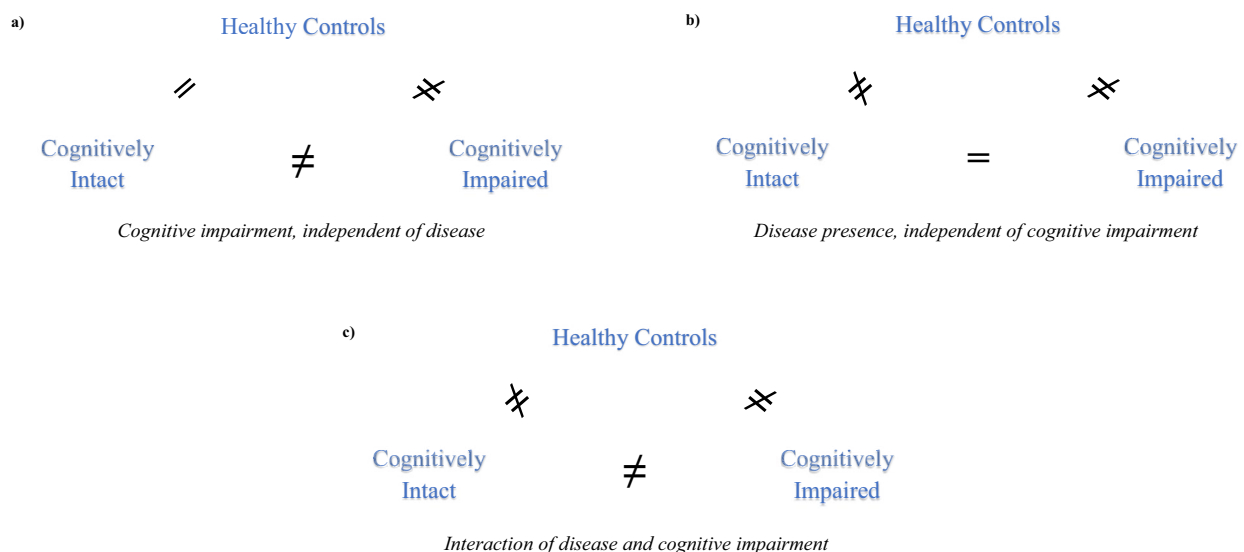 a)
Healthy Controls
=
≠
Cognitively
Intact
≠
Cognitively
Impaired
Cognitive impairment, independent of disease
b)
Healthy Controls
≠
≠
Cognitively
Intact
=
Cognitively
Impaired
Disease presence, independent of cognitive impairment
c)
Healthy Controls
≠
≠
Cognitively
Intact
≠
Cognitively
Impaired
Interaction of disease and cognitive impairment